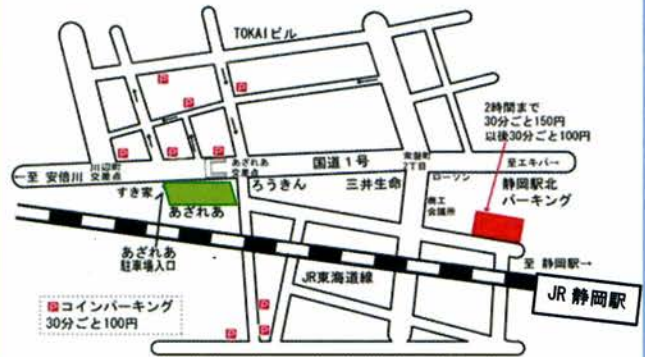 TOKAIビル
P
P
P
2時間まで
30分ごと150円
以後30分ごと100円
P
P
P
川辺町
交差点
あざれあ
交差点
国道1号
常盤町
2丁目
←至 安倍川
→至エキパ→
すき家
ろうきん
三井生命
ローソン
静岡駅北
パーキング
あざれあ
商工
会議所
あざれあ
駐車場入口
至 静岡駅→
JR東海道線
JR 静岡駅
Pコインパーキング
30分ごと100円
P
P
P